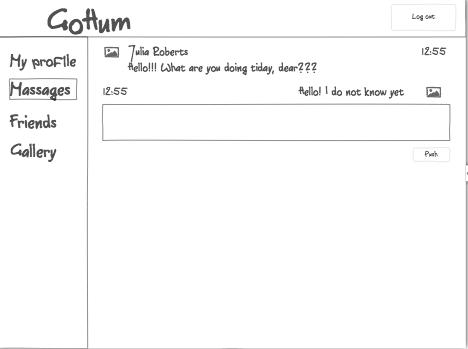 Gottum
Log out
My profile
Massages
Friends
Gallery
Julia Roberts
12:55
Hello!!! What are you doing tiday, dear???
12:55
Hello! I do not know yet
Push